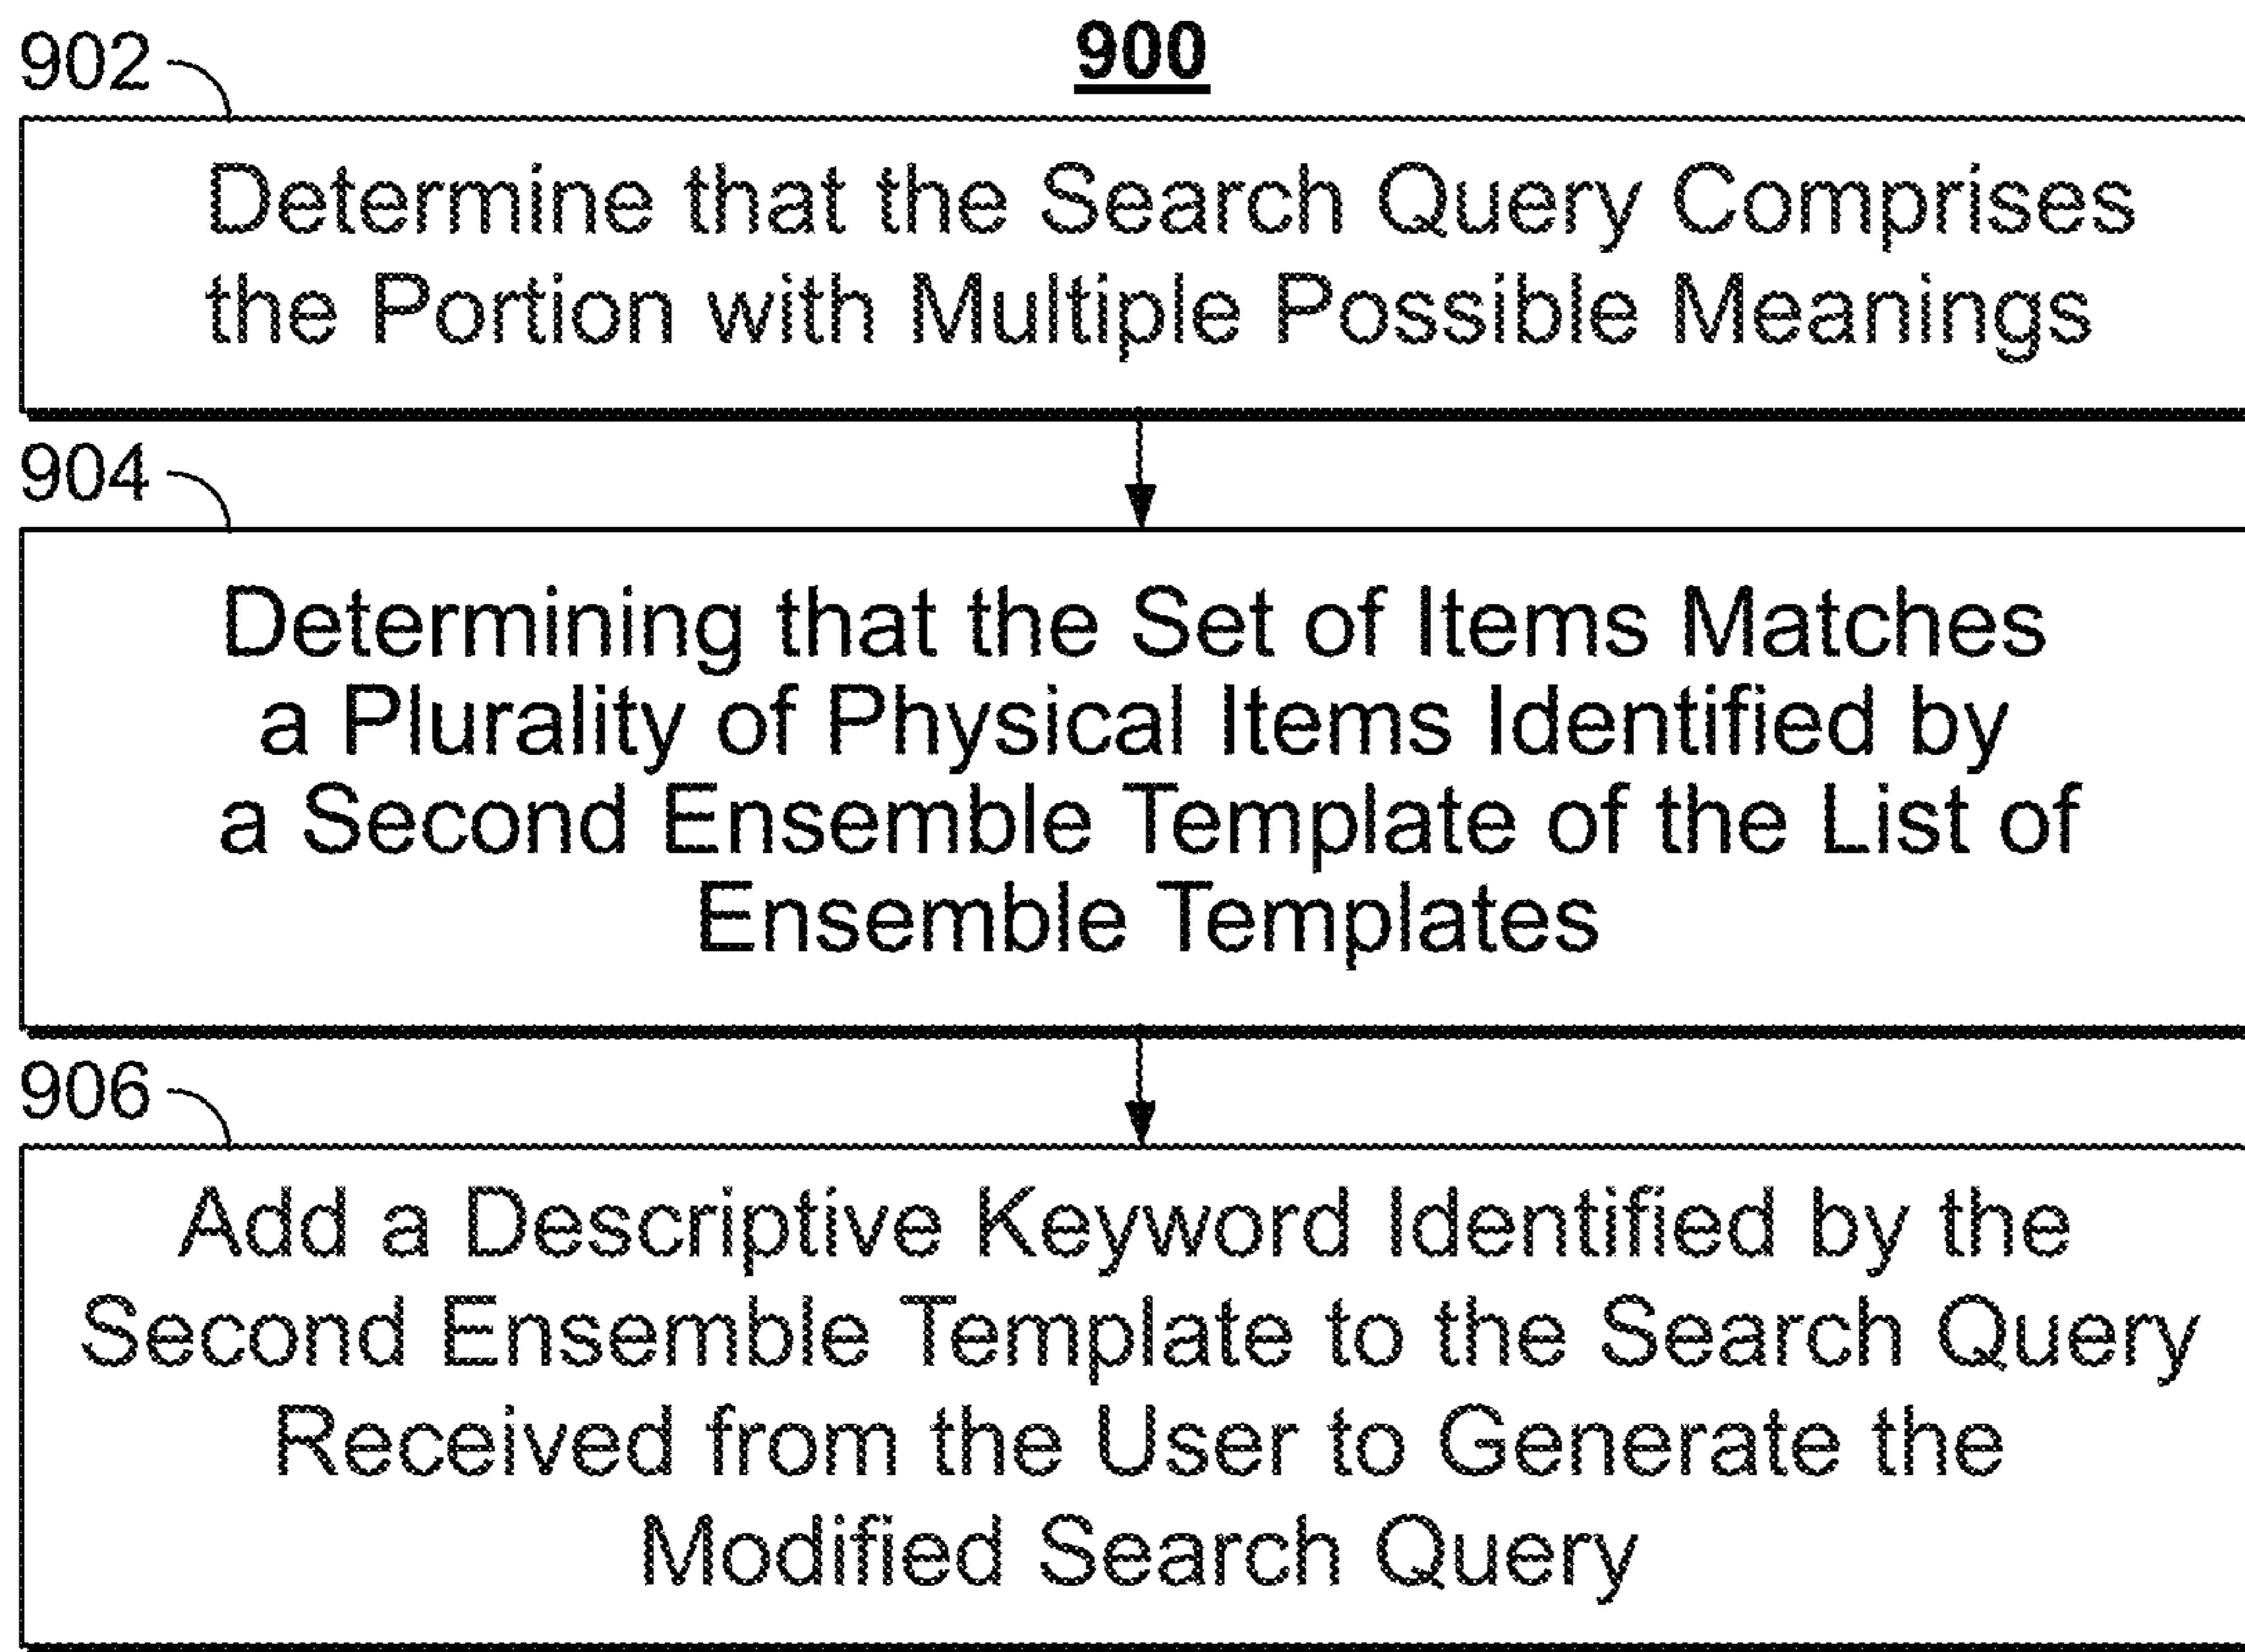 900
902
Determine that the Search Query Comprises
the Portion with Multiple Possible Meanings
904
Determining that the Set of Items Matches
a Plurality of Physical Items Identified by
a Second Ensemble Template of the List of
Ensemble Templates
906
Add a Descriptive Keyword Identified by the
Second Ensemble Template to the Search Query
Received from the User to Generate the
Modified Search Query